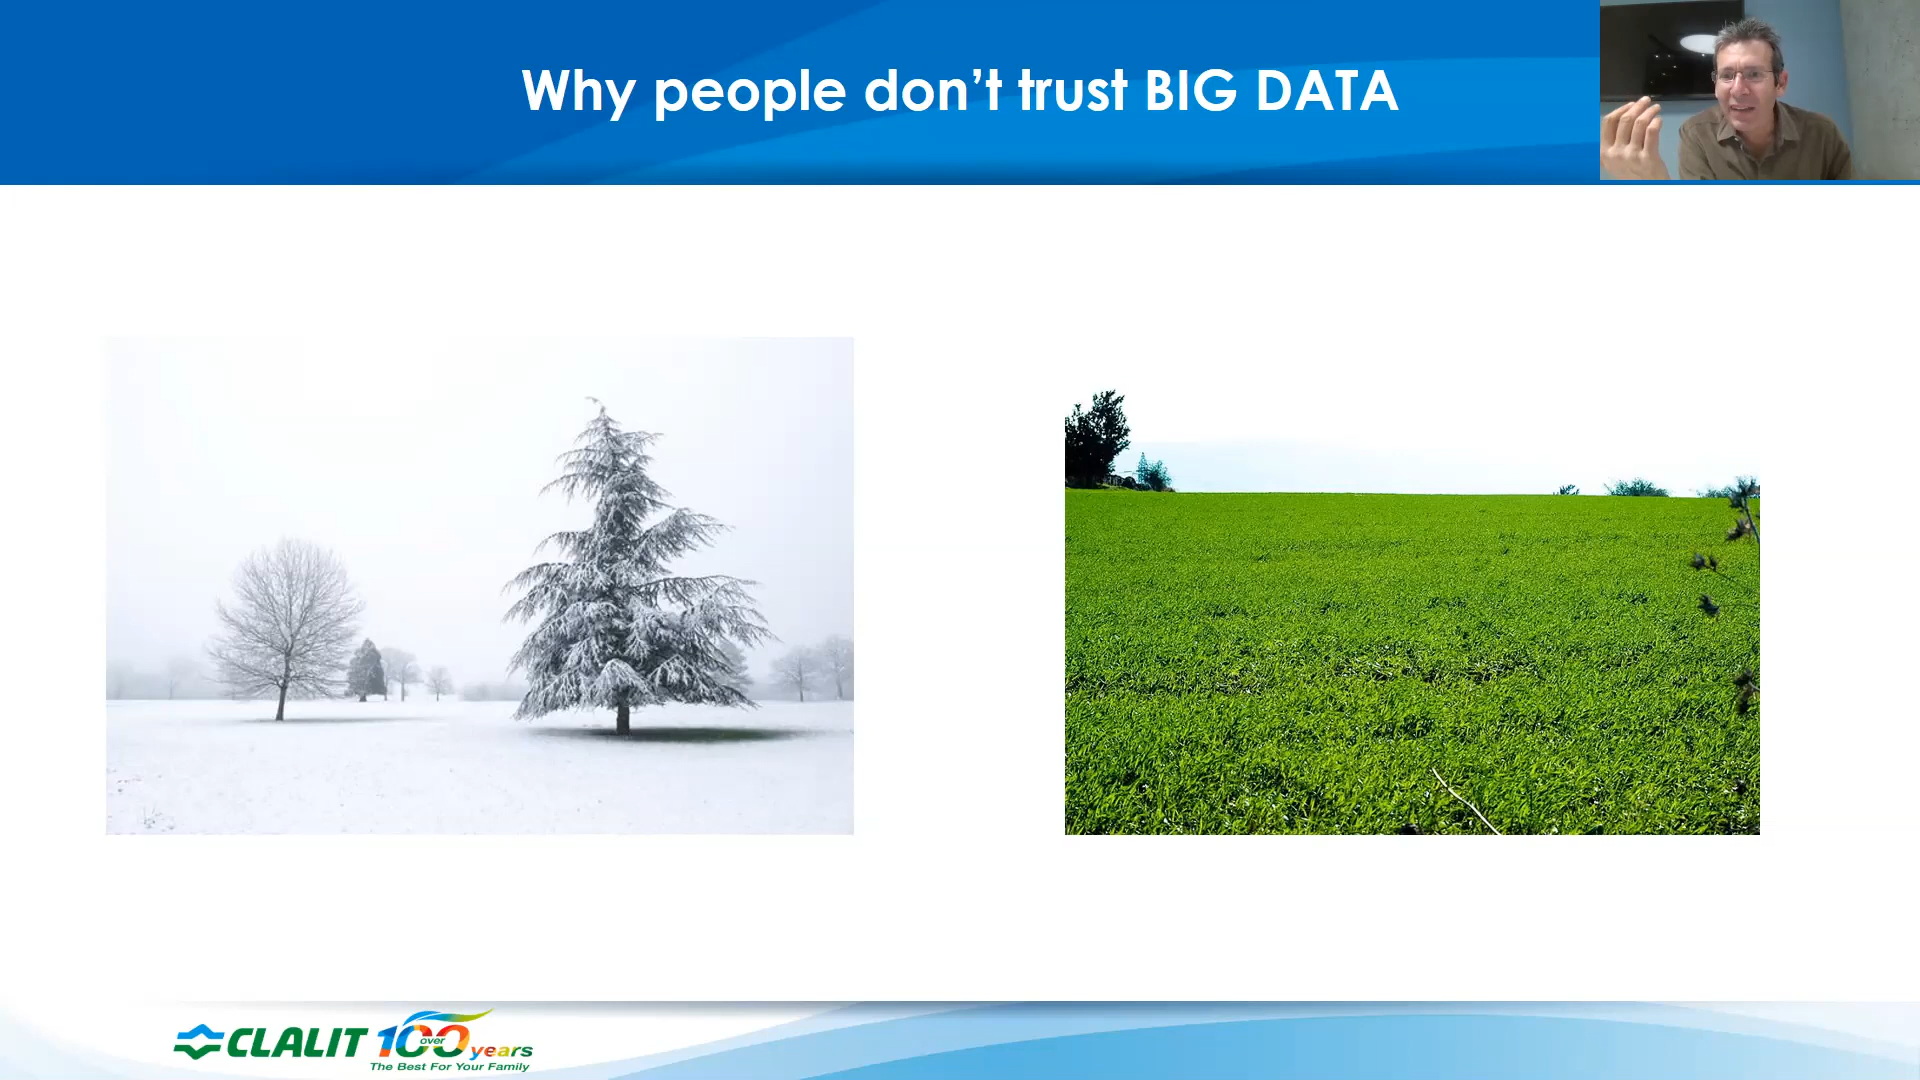 Why people don’t trust BIG DATA
CLALIT 100 over years
The Best For Your Family